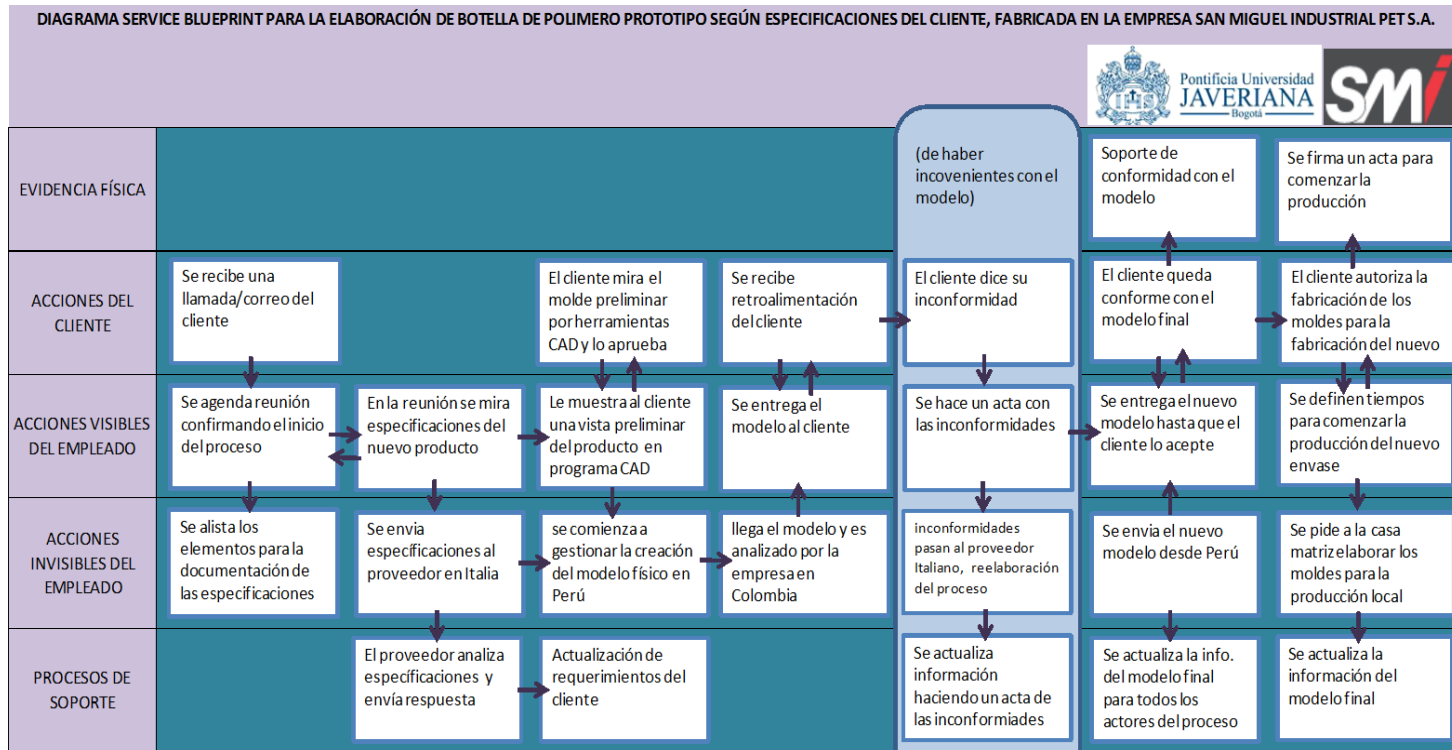 DIAGRAMA SERVICE BLUEPRINT PARA LA ELABORACIÓN DE BOTELLA DE POLIMERO PROTOTIPO SEGÚN ESPECIFICACIONES DEL CLIENTE, FABRICADA EN LA EMPRESA SAN MIGUEL INDUSTRIAL PET S.A.
Pontificia Universidad
JAVERIANA
Bogotá
SMi
EVIDENCIA FÍSICA
(de haber
incovenientes con el
modelo)
Soporte de
conformidad con el
modelo
Se firma un acta para
comenzar la
producción
ACCIONES DEL
CLIENTE
Se recibe una
llamada/correo del
cliente
El cliente mira el
molde preliminar
por herramientas
CAD y lo aprueba
Se recibe
retroalimentación
del cliente
El cliente dice su
inconformidad
El cliente queda
conforme con el
modelo final
El cliente autoriza la
fabricación de los
moldes para la
fabricación del nuevo
ACCIONES VISIBLES
DEL EMPLEADO
Se agenda reunión
confirmando el inicio
del proceso
En la reunión se mira
especificaciones del
nuevo producto
Le muestra al cliente
una vista preliminar
del producto en
programa CAD
Se entrega el
modelo al cliente
Se hace un acta con
las inconformidades
Se entrega el nuevo
modelo hasta que el
cliente lo acepte
Se definen tiempos
para comenzar la
producción del nuevo
envase
ACCIONES
INVISIBLES DEL
EMPLEADO
Se alista los
elementos para la
documentación de
las especificaciones
Se envia
específicaciones al
proveedor en Italia
se comienza a
gestionar la creación
del modelo físico en
Perú
llega el modelo y es
analizado por la
empresa en
Colombia
inconformidades
pasan al proveedor
Italiano, reelaboración
del proceso
Se envia el nuevo
modelo desde Perú
Se pide a la casa
matriz elaborar los
moldes para la
producción local
PROCESOS DE
SOPORTE
El proveedor analiza
específicaciones y
envía respuesta
Actualización de
requerimientos del
cliente
Se actualiza
información
haciendo un acta de
las inconformiades
Se actualiza la info.
del modelo final
para todos los
actores del proceso
Se actualiza la
información del
modelo final